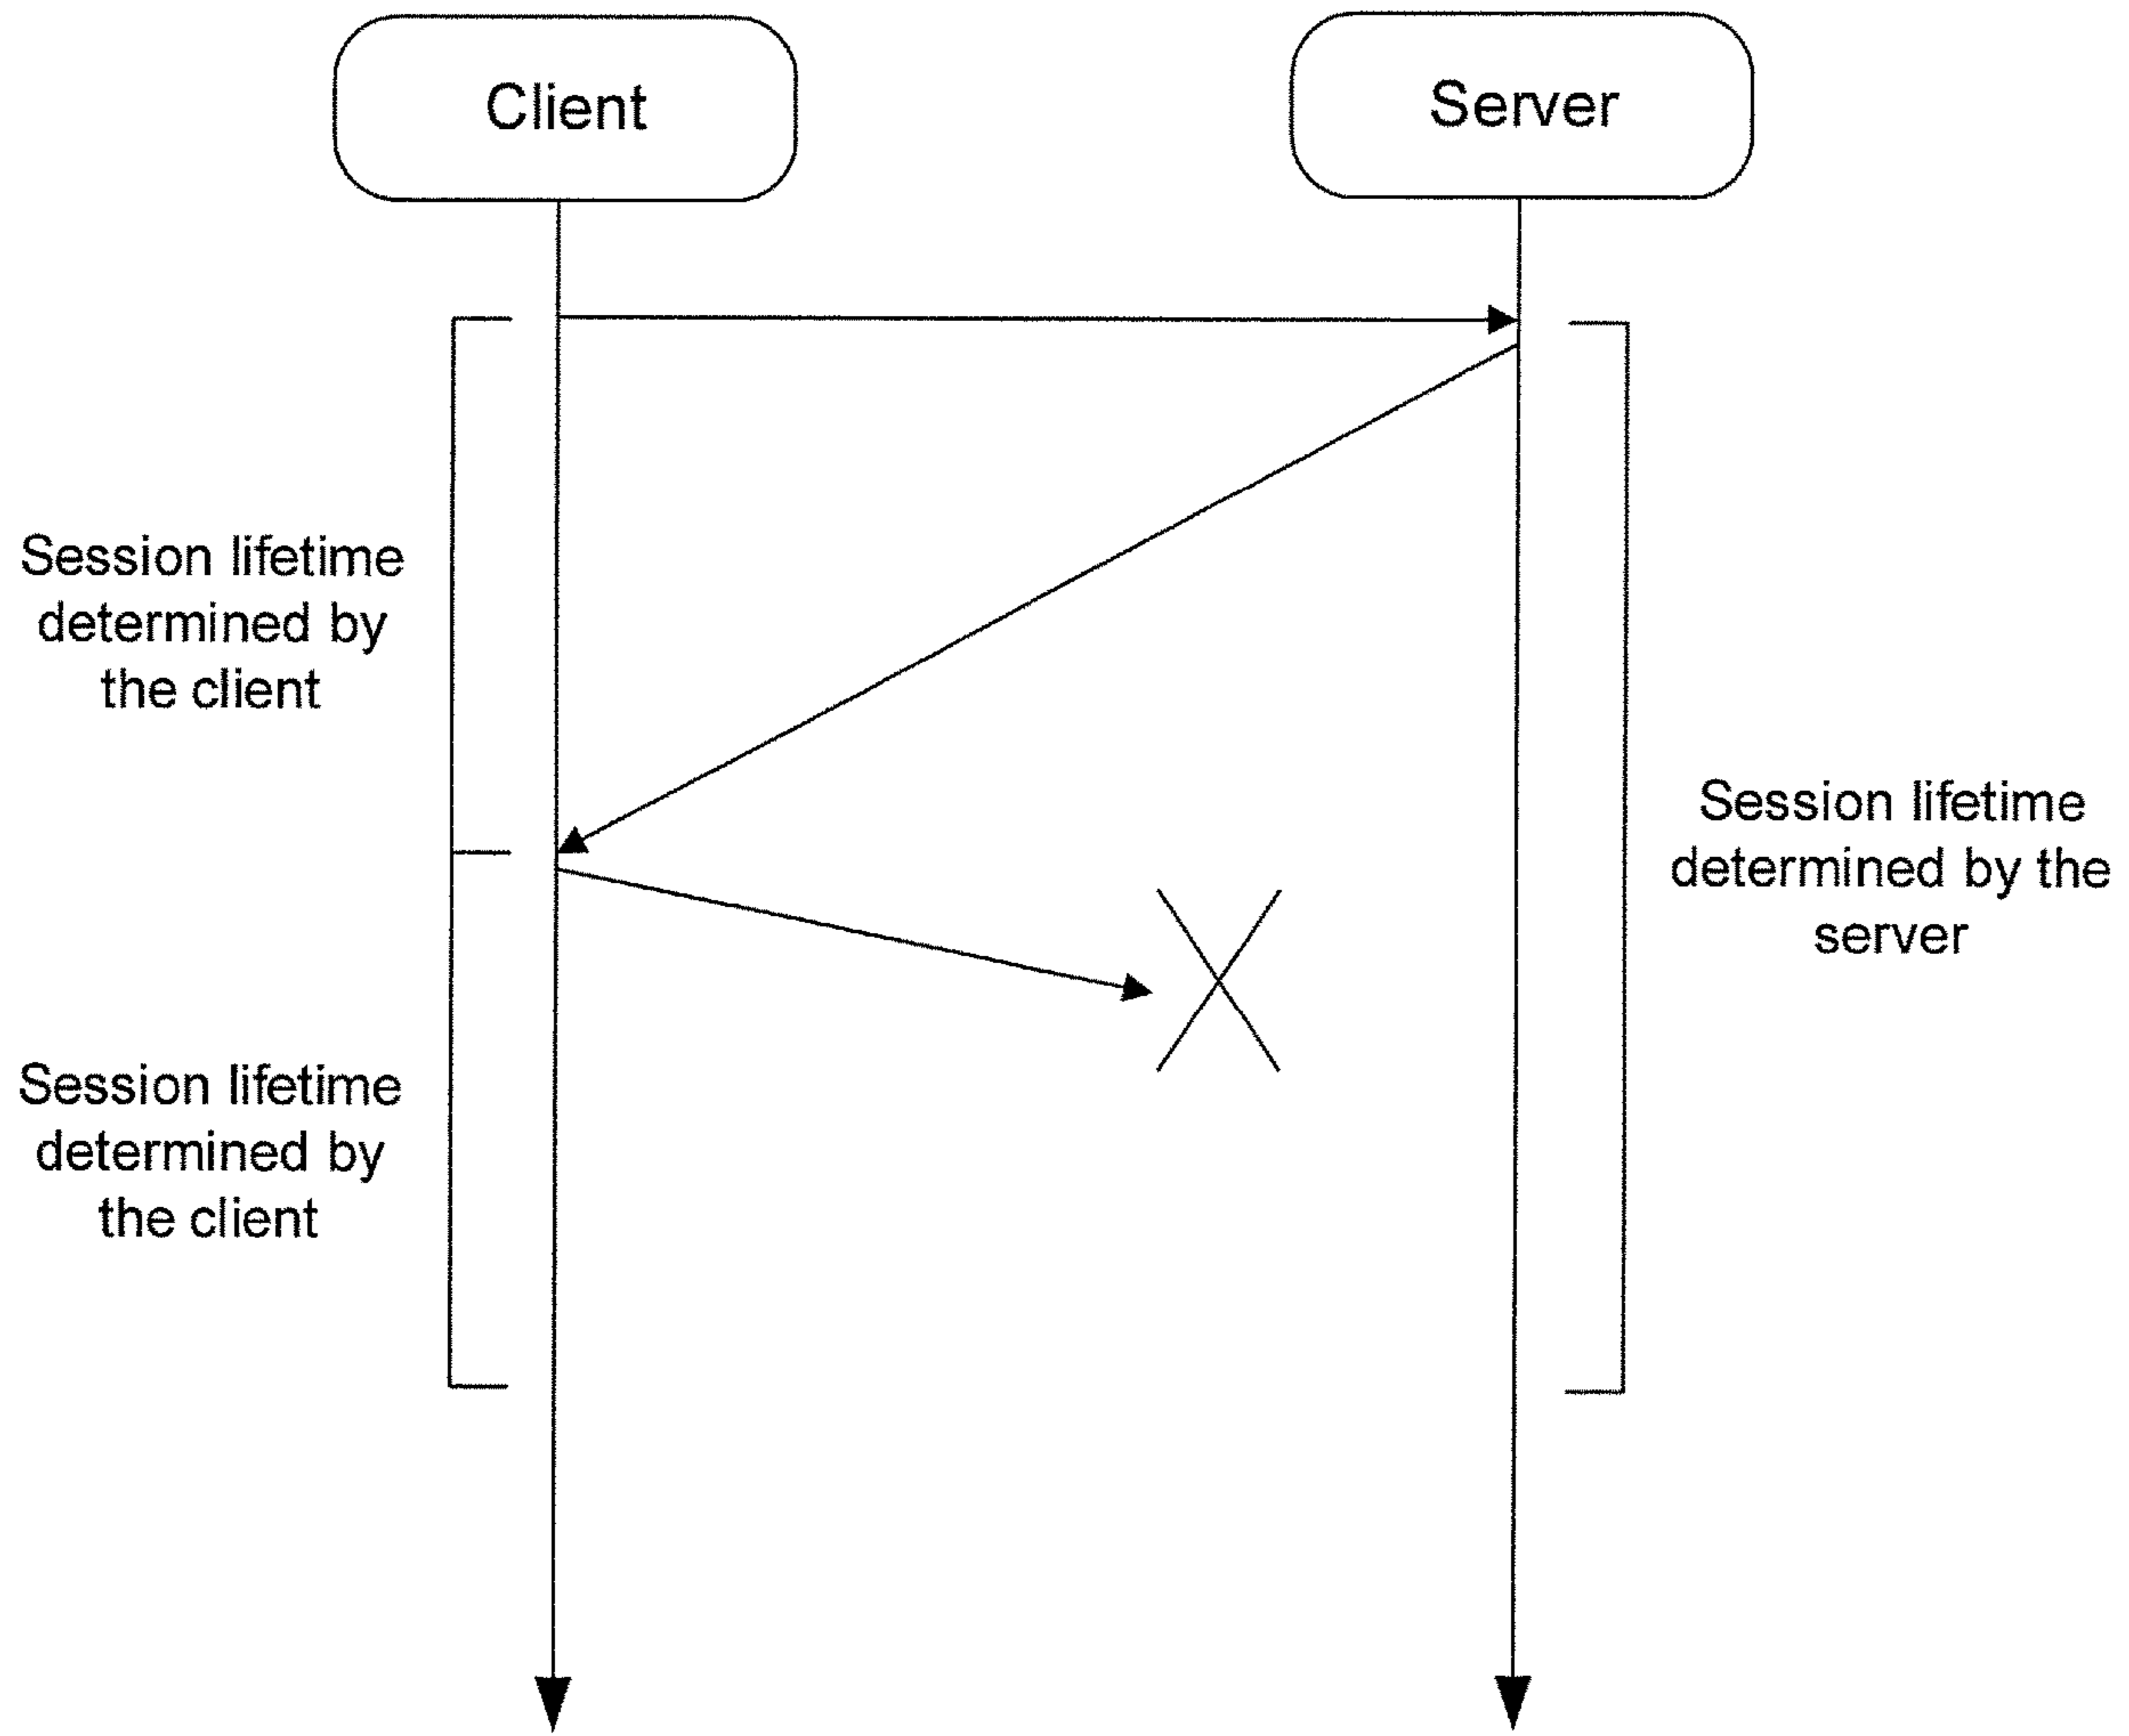 Client
Server
Session lifetime
determined by
the client
Session lifetime
determined by the
server
Session lifetime
determined by
the client